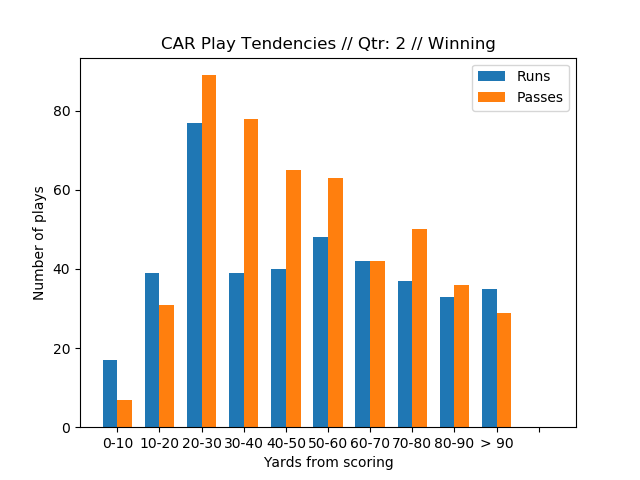 CAR Play Tendencies // Qtr: 2 // Winning
Runs
Passes
Number of plays
80
60
40
20
0
0-10 10-20 20-30 30-40 40-50 50-60 60-70 70-80 80-90 > 90
Yards from scoring